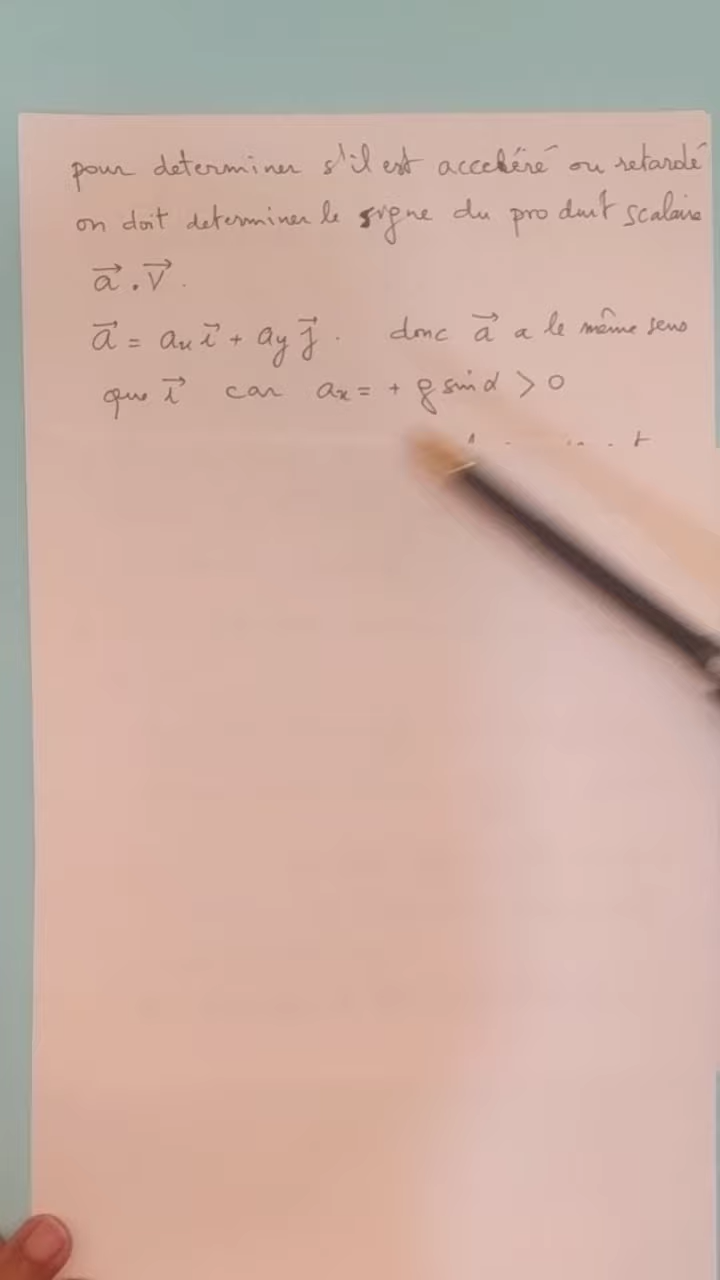 pour determiner s'il est accéléré ou retardé
on doit determiner le signe du produit scalaire
a⃗ . V⃗ .
a⃗ = ax i⃗ + ay j⃗ . donc a⃗ a le même sens
que i⃗ car ax = + g sin α > 0